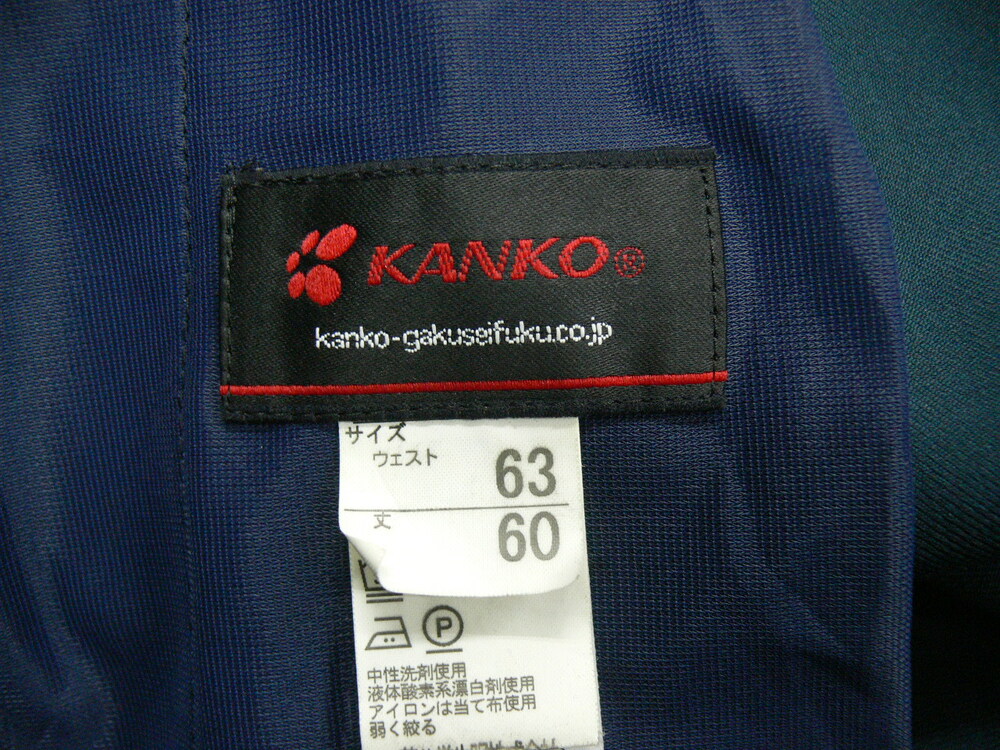 KANKO®
kanko-gakuseifuku.co.jp
サイズ
ウェスト 63
丈 60
P
中性洗剤使用
液体酸素系漂白剤使用
アイロンは当て布使用
弱く絞る